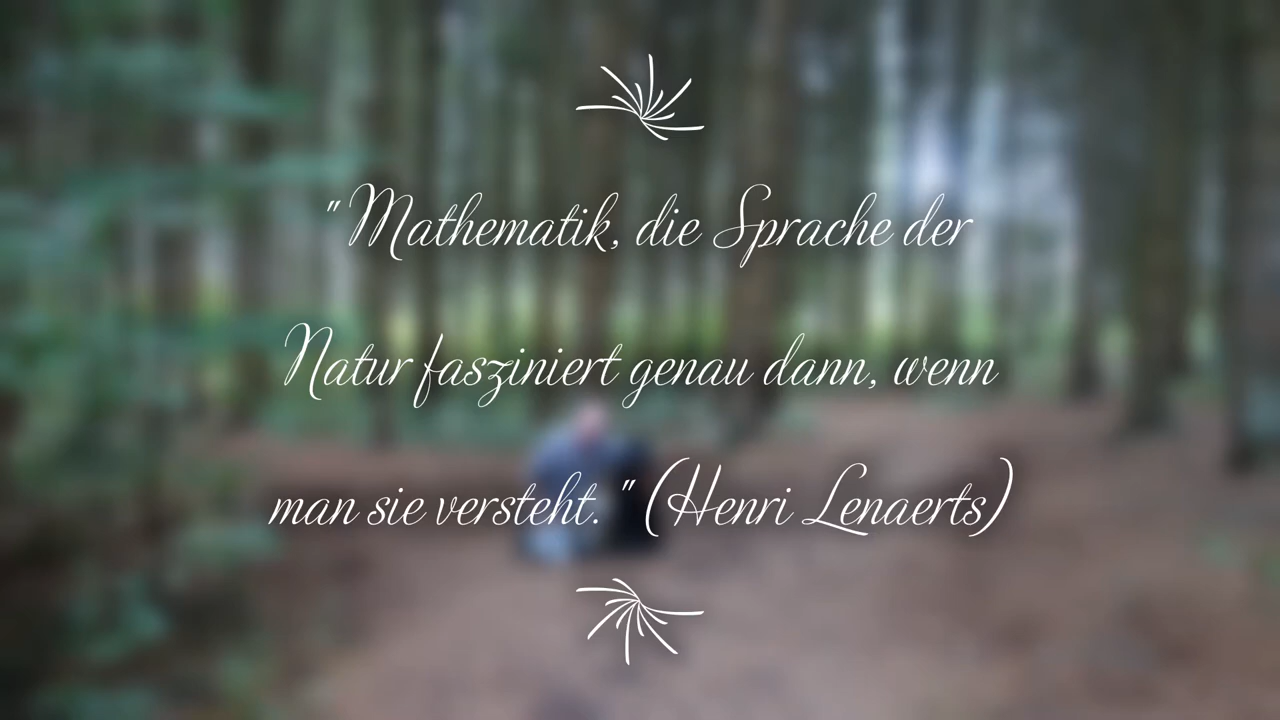 "Mathematik, die Sprache der
Natur fasziniert genau dann, wenn
man sie versteht." (Henri Lenaerts)